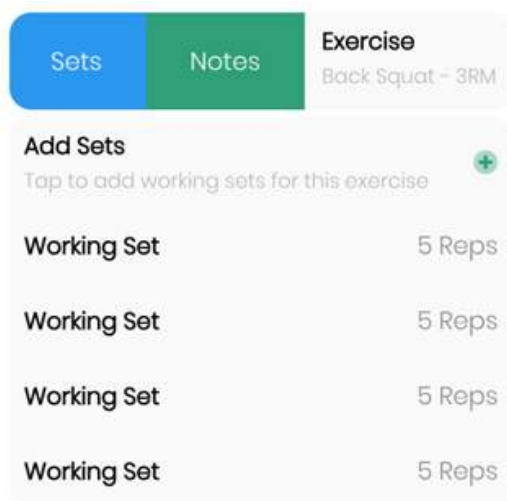 Sets
Notes
Exercise
Back Squat - 3RM
Add Sets
Tap to add working sets for this exercise
Working Set 5 Reps
Working Set 5 Reps
Working Set 5 Reps
Working Set 5 Reps